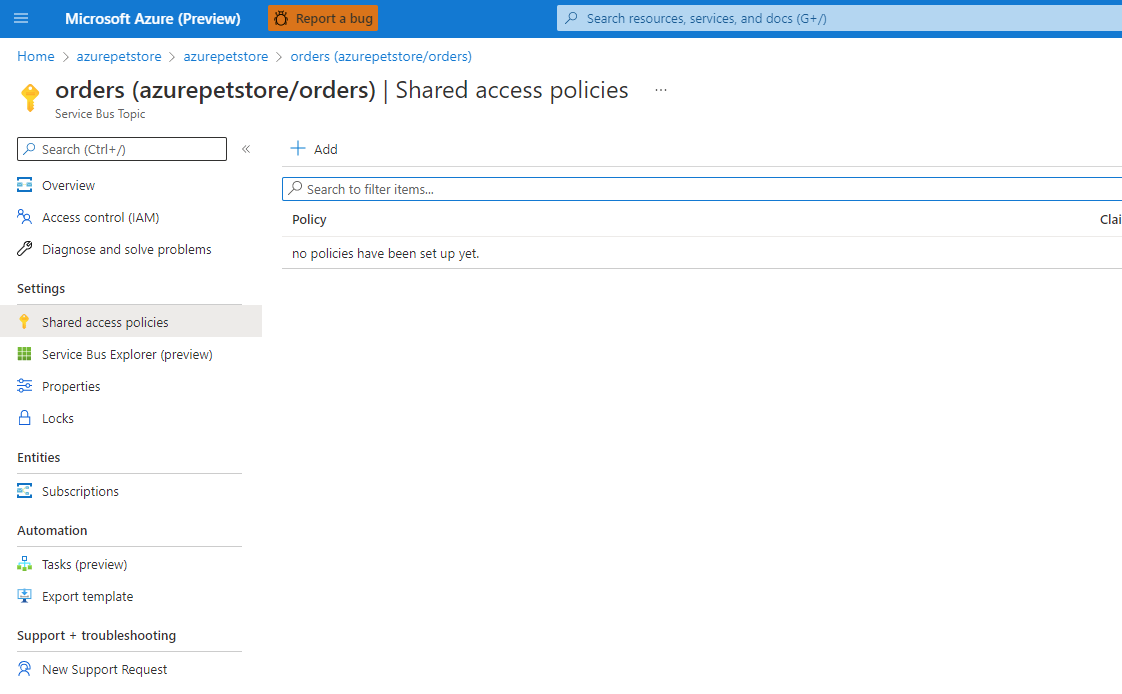 Microsoft Azure (Preview) Report a bug Search resources, services, and docs (G+/)
Home > azurepetstore > azurepetstore > orders (azurepetstore/orders)
orders (azurepetstore/orders) | Shared access policies ...
Service Bus Topic
Search (Ctrl+/) «
Add
Overview
Search to filter items...
Access control (IAM)
Policy Clai
Diagnose and solve problems
no policies have been set up yet.
Settings
Shared access policies
Service Bus Explorer (preview)
Properties
Locks
Entities
Subscriptions
Automation
Tasks (preview)
Export template
Support + troubleshooting
New Support Request